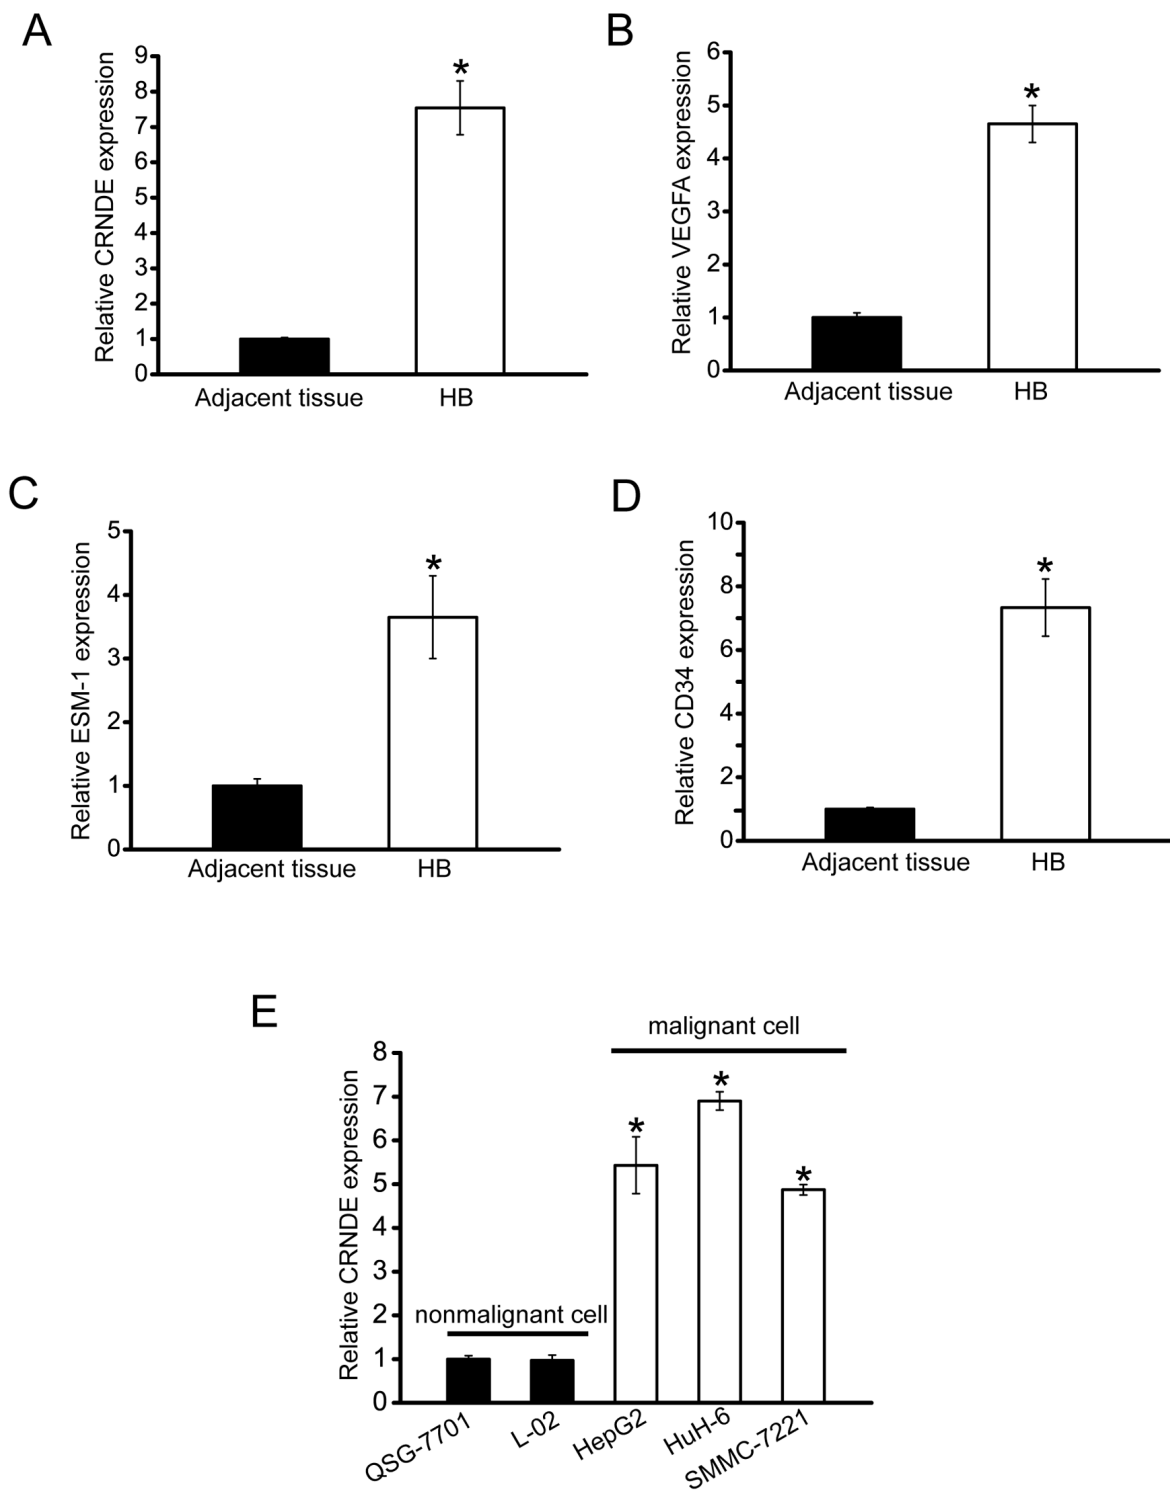 A
Relative CRNDE expression
9
8
7
6
5
4
3
2
1
0
*
Adjacent tissue
HB
B
Relative VEGFA expression
6
5
4
3
2
1
0
*
Adjacent tissue
HB
C
Relative ESM-1 expression
5
4
3
2
1
0
*
Adjacent tissue
HB
D
Relative CD34 expression
10
8
6
4
2
0
*
Adjacent tissue
HB
E
Relative CRNDE expression
8
7
6
5
4
3
2
1
0
malignant cell
*
*
*
nonmalignant cell
QSG-7701
L-02
HepG2
HuH-6
SMMC-7221